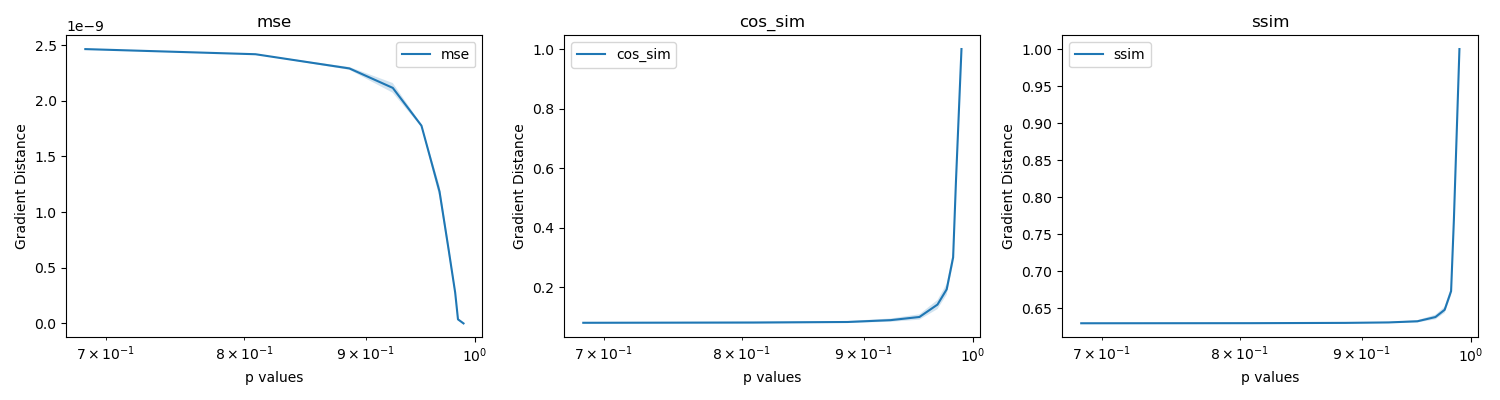 mse
1e−9
mse
2.5
2.0
1.5
1.0
0.5
0.0
Gradient Distance
7 × 10⁻¹
8 × 10⁻¹
9 × 10⁻¹
10⁰
p values
cos_sim
cos_sim
1.0
0.8
0.6
0.4
0.2
Gradient Distance
7 × 10⁻¹
8 × 10⁻¹
9 × 10⁻¹
10⁰
p values
ssim
ssim
1.00
0.95
0.90
0.85
0.80
0.75
0.70
0.65
Gradient Distance
7 × 10⁻¹
8 × 10⁻¹
9 × 10⁻¹
10⁰
p values